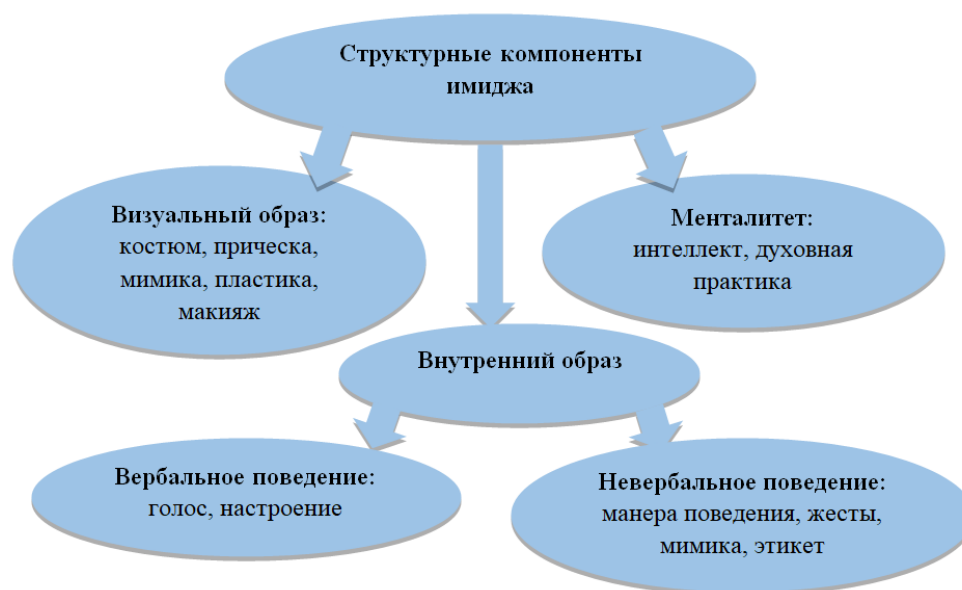 Структурные компоненты
имиджа
Визуальный образ:
костюм, прическа,
мимика, пластика,
макияж
Менталитет:
интеллект, духовная
практика
Внутренний образ
Вербальное поведение:
голос, настроение
Невербальное поведение:
манера поведения, жесты,
мимика, этикет